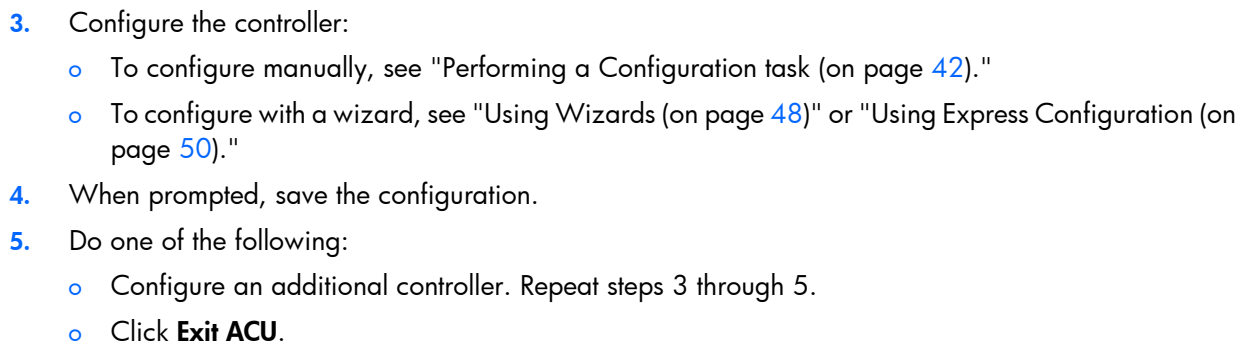 3. Configure the controller:
o To configure manually, see "Performing a Configuration task (on page 42)."
o To configure with a wizard, see "Using Wizards (on page 48)" or "Using Express Configuration (on
page 50)."
4. When prompted, save the configuration.
5. Do one of the following:
o Configure an additional controller. Repeat steps 3 through 5.
o Click Exit ACU.